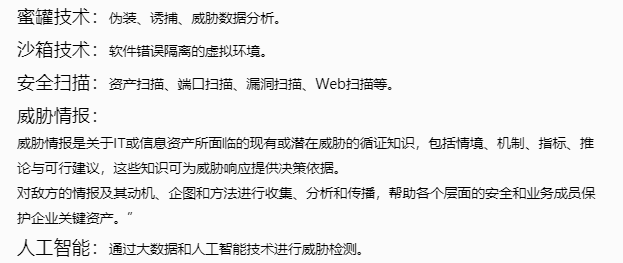 蜜罐技术：伪装、诱捕、威胁数据分析。
沙箱技术：软件错误隔离的虚拟环境。
安全扫描：资产扫描、端口扫描、漏洞扫描、Web扫描等。
威胁情报：
威胁情报是关于IT或信息资产所面临的现有或潜在威胁的循证知识，包括情境、机制、指标、推
论与可行建议，这些知识可为威胁响应提供决策依据。
对敌方的情报及其动机、企图和方法进行收集、分析和传播，帮助各个层面的安全和业务成员保
护企业关键资产。”
人工智能：通过大数据和人工智能技术进行威胁检测。